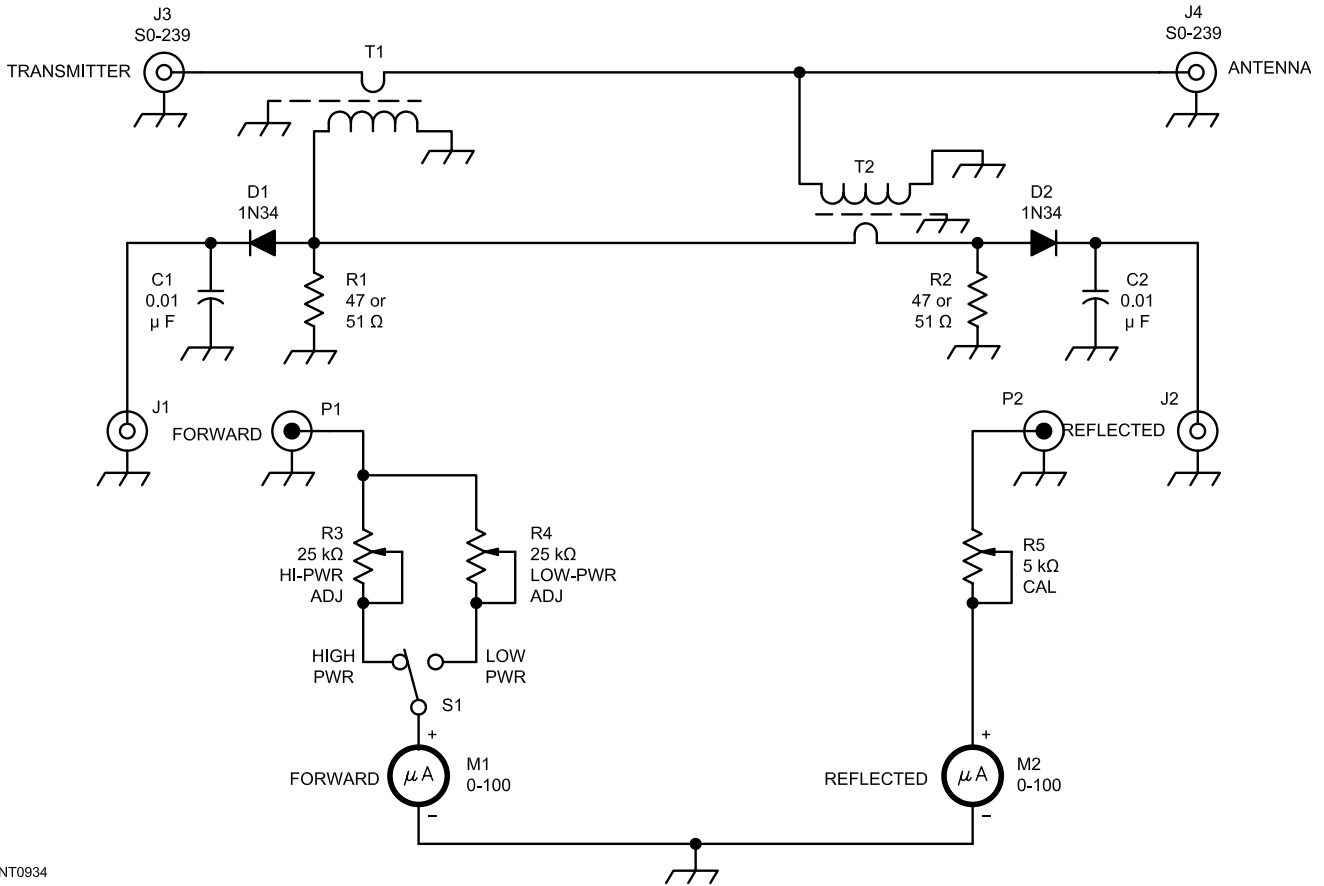 J3
S0-239
TRANSMITTER
T1
J4
S0-239
ANTENNA
T2
D1
1N34
D2
1N34
C1
0.01
μ F
R1
47 or
51 Ω
R2
47 or
51 Ω
C2
0.01
μ F
J1
FORWARD
P1
P2
REFLECTED
J2
R3
25 kΩ
HI-PWR
ADJ
R4
25 kΩ
LOW-PWR
ADJ
R5
5 kΩ
CAL
HIGH
PWR
LOW
PWR
S1
+
FORWARD
μ A
M1
0-100
−
+
REFLECTED
μ A
M2
0-100
−
NT0934